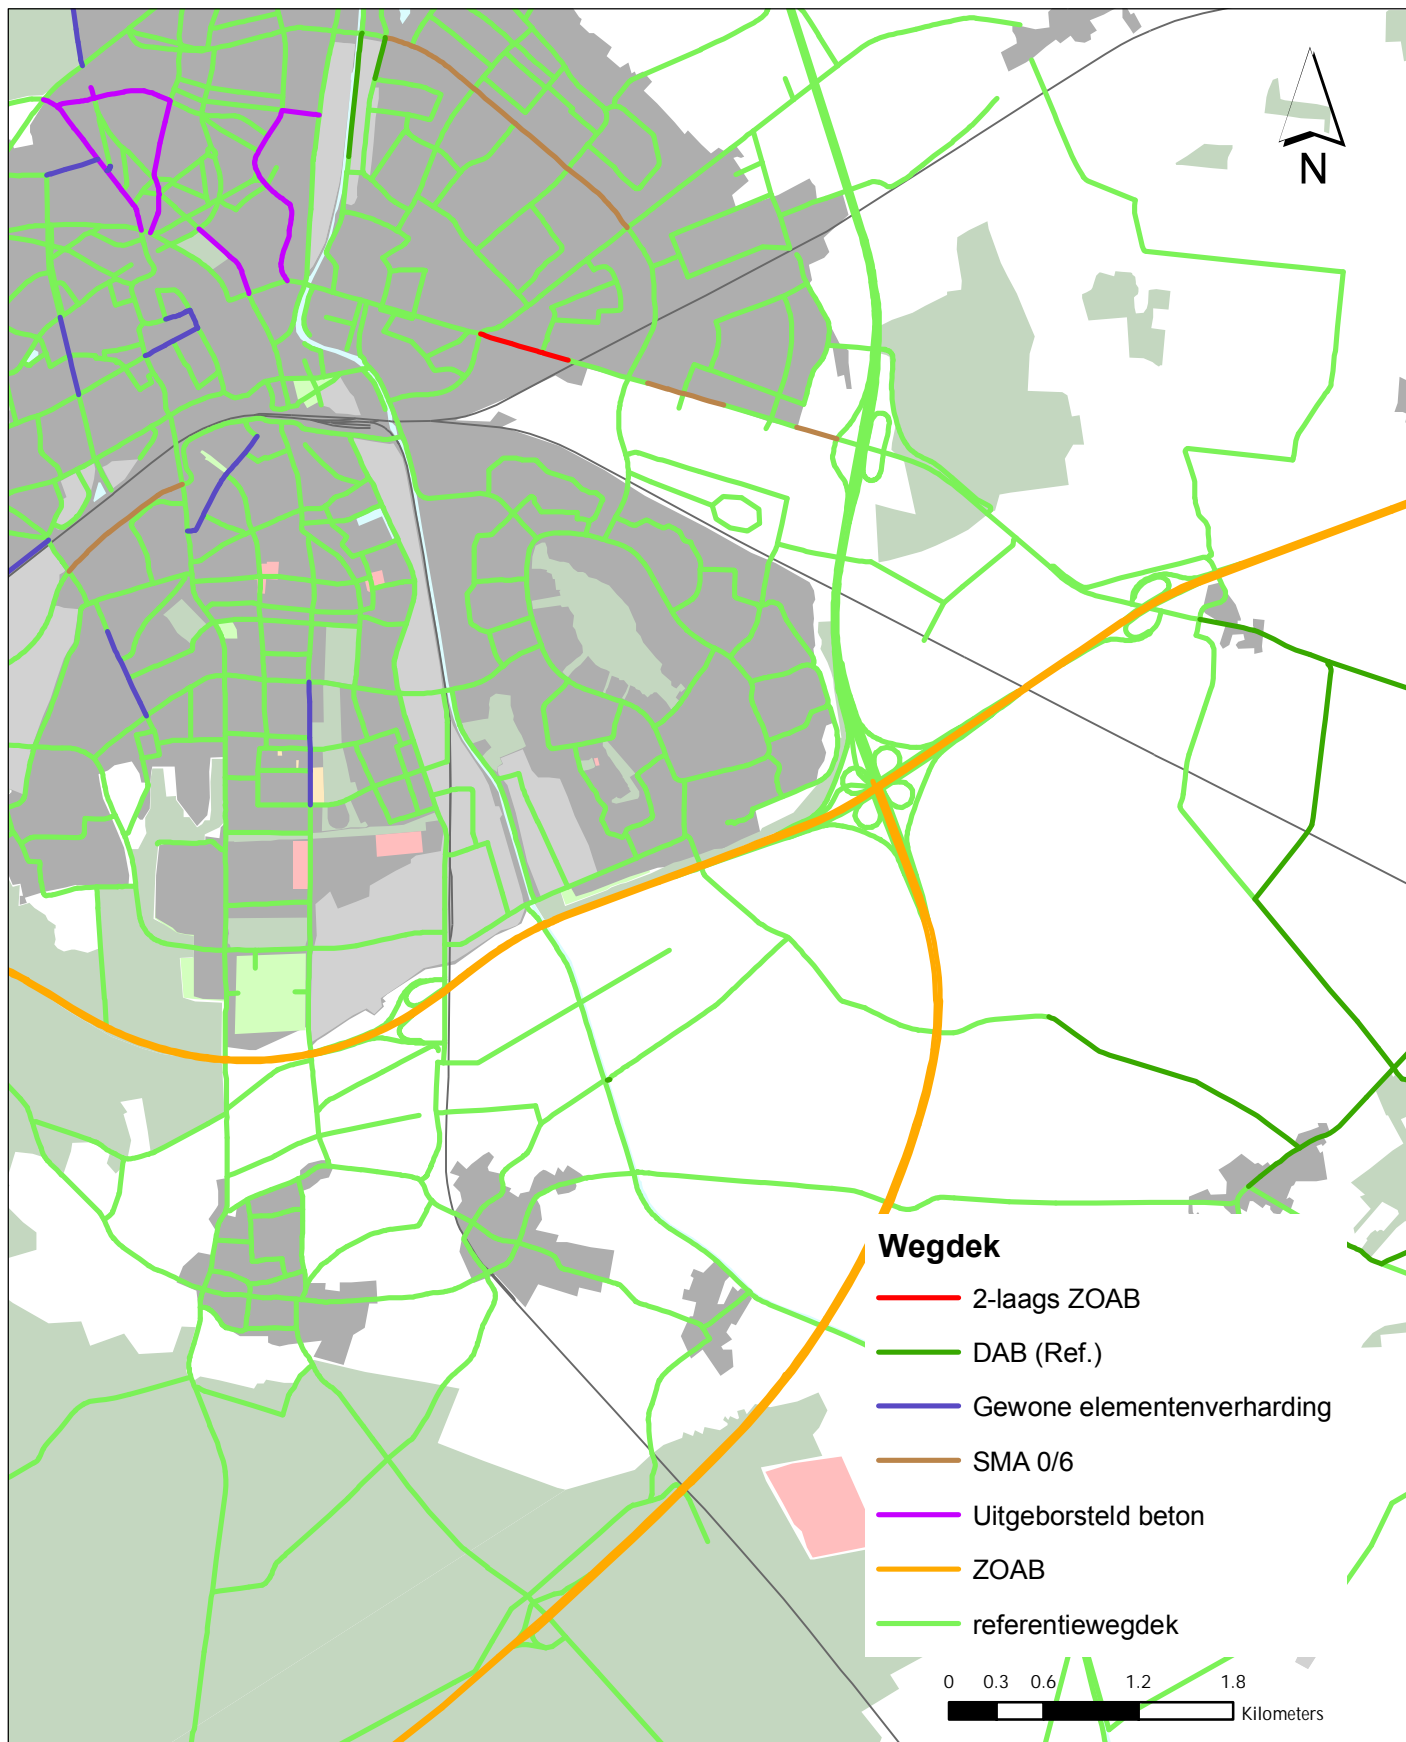 N
Wegdek
2-laags ZOAB
DAB (Ref.)
Gewone elementenverharding
SMA 0/6
Uitgeborsteld beton
ZOAB
referentiewegdek
0 0.3 0.6 1.2 1.8
Kilometers